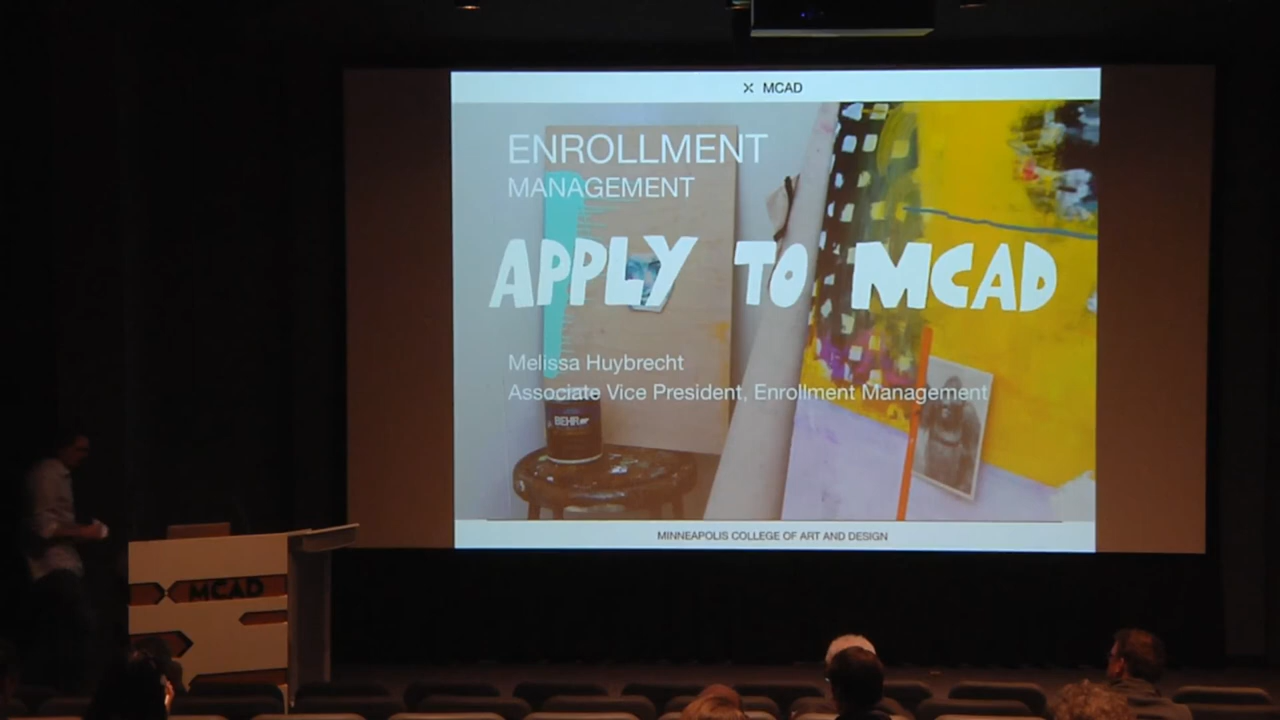 MCAD
ENROLLMENT
MANAGEMENT
APPLY TO MCAD
Melissa Huybrecht
Associate Vice President, Enrollment Management
BEHR
MINNEAPOLIS COLLEGE OF ART AND DESIGN
MCAD